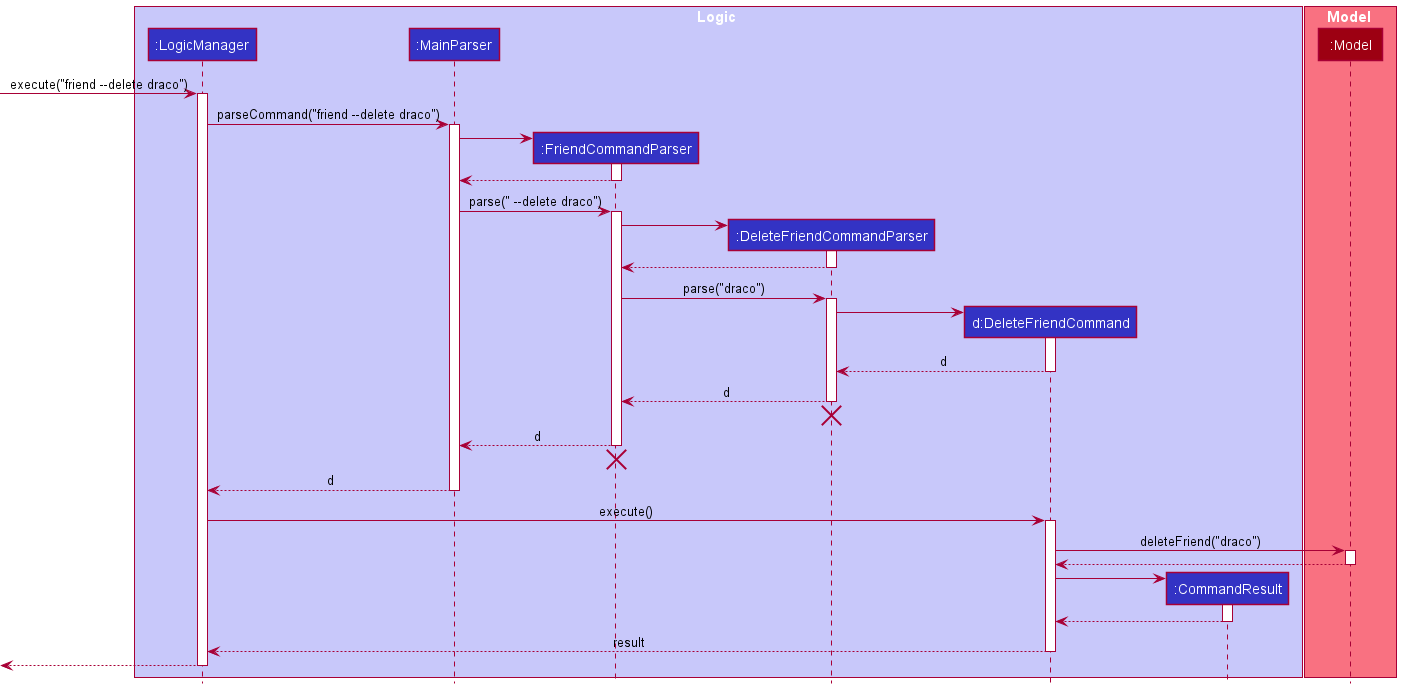 Logic
Model
:LogicManager
:MainParser
:Model
execute("friend --delete draco")
parseCommand("friend --delete draco")
:FriendCommandParser
parse(" --delete draco")
:DeleteFriendCommandParser
parse("draco")
d:DeleteFriendCommand
d
d
d
d
execute()
deleteFriend("draco")
:CommandResult
result